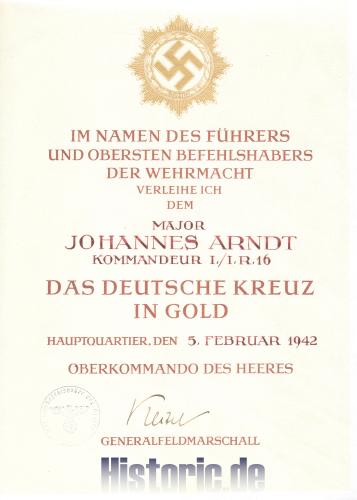 IM NAMEN DES FÜHRERS
UND OBERSTEN BEFEHLSHABERS
DER WEHRMACHT
VERLEIHE ICH
DEM
MAJOR
JOHANNES ARNDT
KOMMANDEUR I./I.R.16
DAS DEUTSCHE KREUZ
IN GOLD
HAUPTQUARTIER, DEN 5. FEBRUAR 1942
OBERKOMMANDO DES HEERES
GENERALFELDMARSCHALL
Historic.de